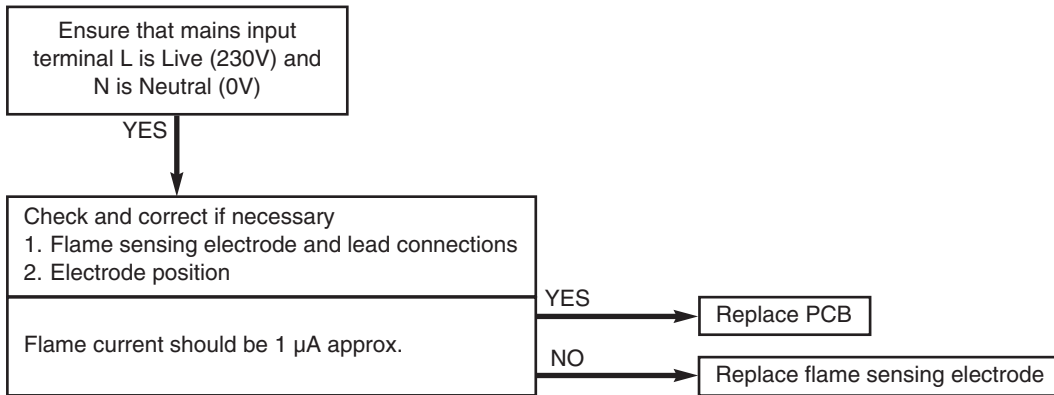 Ensure that mains input
terminal L is Live (230V) and
N is Neutral (0V)
YES
Check and correct if necessary
1. Flame sensing electrode and lead connections
2. Electrode position
Flame current should be 1 µA approx.
YES
Replace PCB
NO
Replace flame sensing electrode